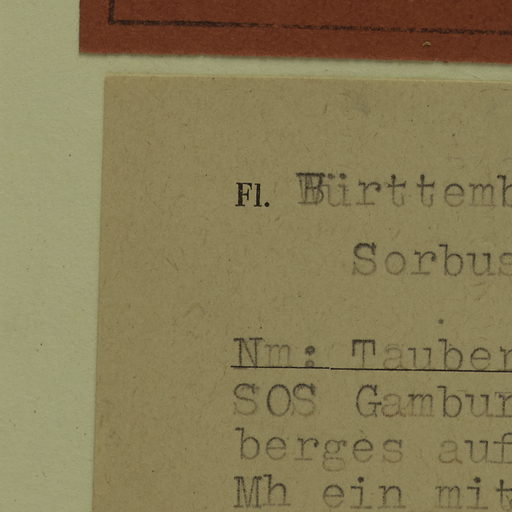 Fl. Württemb
Sorbus
Nm: Tauber
SOS Gambur
berges auf
Mh ein mit